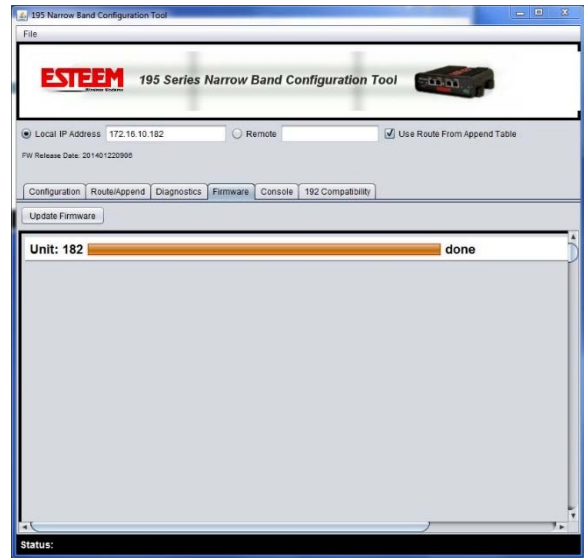 195 Narrow Band Configuration Tool
File
ESTEEM 195 Series Narrow Band Configuration Tool
Local IP Address 172.16.10.182 Remote Use Route From Append Table
FW Release Date: 201401220906
Configuration Route/Append Diagnostics Firmware Console 192 Compatibility
Update Firmware
Unit: 182 done
Status: